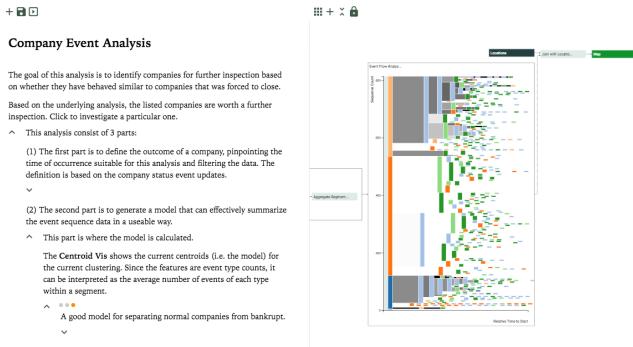 Company Event Analysis
The goal of this analysis is to identify companies for further inspection based
on whether they have behaved similar to companies that was forced to close.
Based on the underlying analysis, the listed companies are worth a further
inspection. Click to investigate a particular one.
This analysis consist of 3 parts:
(1) The first part is to define the outcome of a company, pinpointing the
time of occurrence suitable for this analysis and filtering the data. The
definition is based on the company status event updates.
(2) The second part is to generate a model that can effectively summarize
the event sequence data in a useable way.
This part is where the model is calculated.
The Centroid Vis shows the current centroids (i.e. the model) for
the current clustering. Since the features are event type counts, it
can be interpreted as the average number of events of each type
within a segment.
A good model for separating normal companies from bankrupt.
Locations
Join with Locatio...
Map
Event Flow Analys...
Sequence Count
Aggregate Segment...
Relative Time to Start